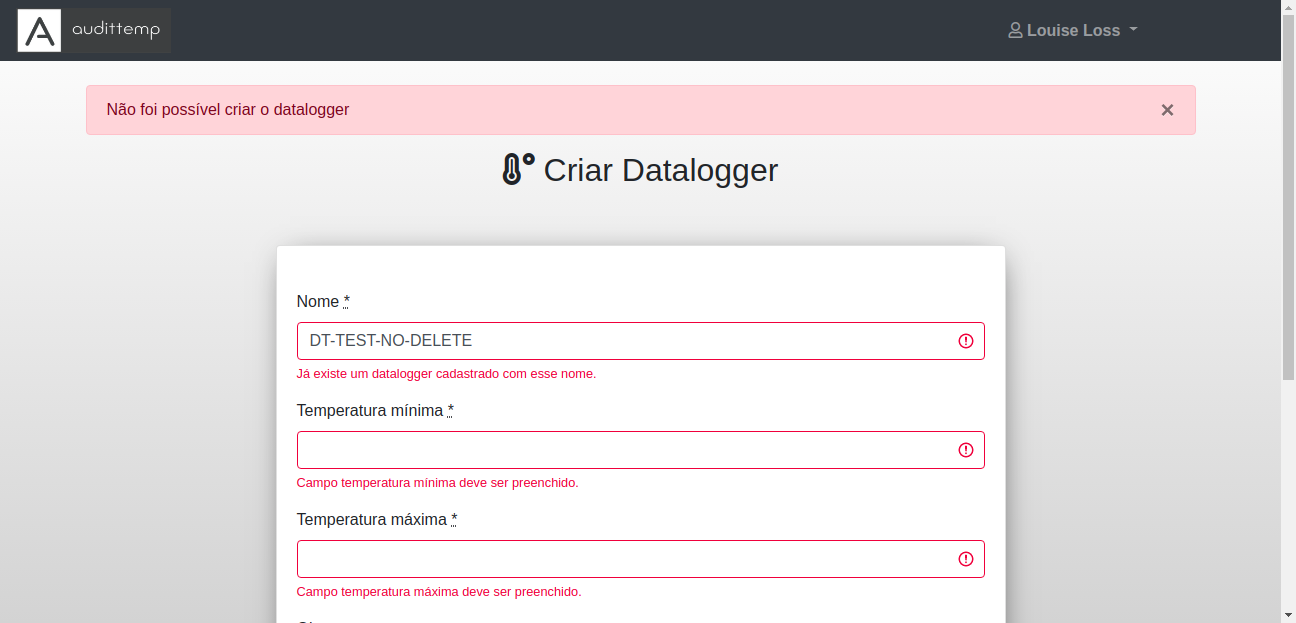 A audittemp
Louise Loss
Não foi possível criar o datalogger ×
Criar Datalogger
Nome *
DT-TEST-NO-DELETE
Já existe um datalogger cadastrado com esse nome.
Temperatura mínima *
Campo temperatura mínima deve ser preenchido.
Temperatura máxima *
Campo temperatura máxima deve ser preenchido.